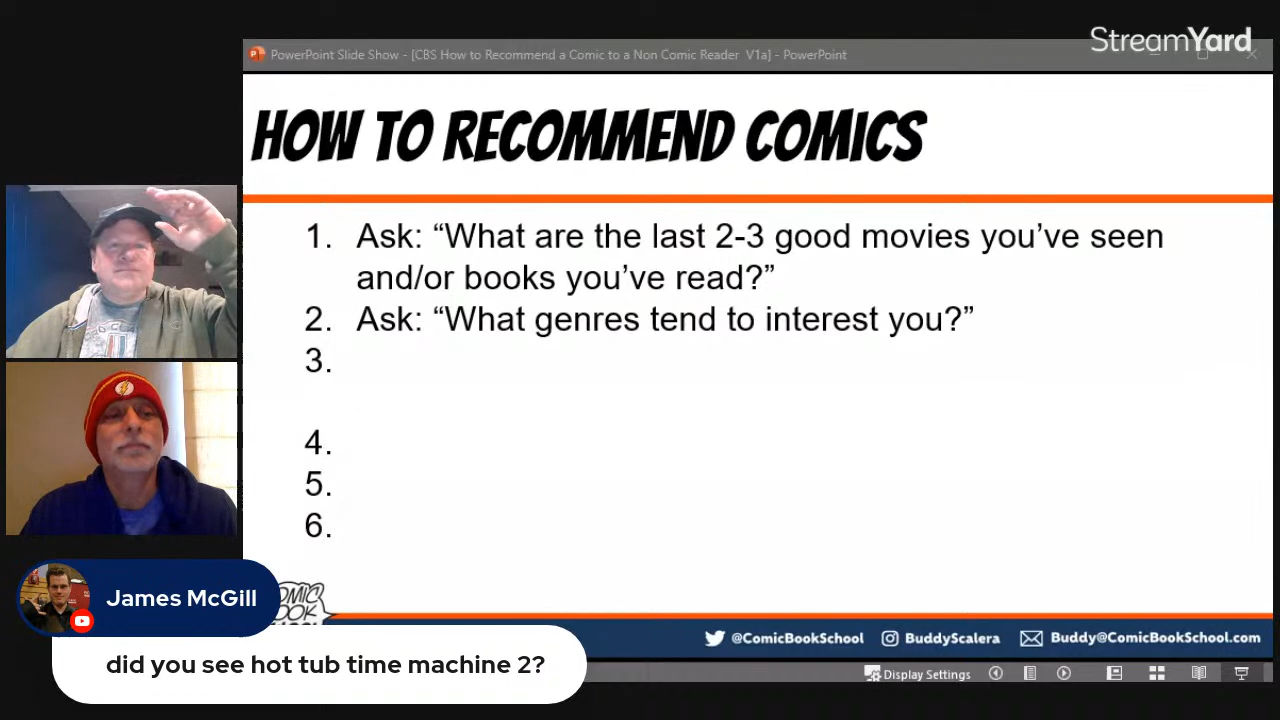 StreamYard
PowerPoint Slide Show - [CBS How to Recommend a Comic to a Non Comic Reader V1a] - PowerPoint
HOW TO RECOMMEND COMICS
1. Ask: “What are the last 2-3 good movies you’ve seen
and/or books you’ve read?”
2. Ask: “What genres tend to interest you?”
3.
4.
5.
6.
James McGill
did you see hot tub time machine 2?
@ComicBookSchool
BuddyScalera
Buddy@ComicBookSchool.com
Display Settings